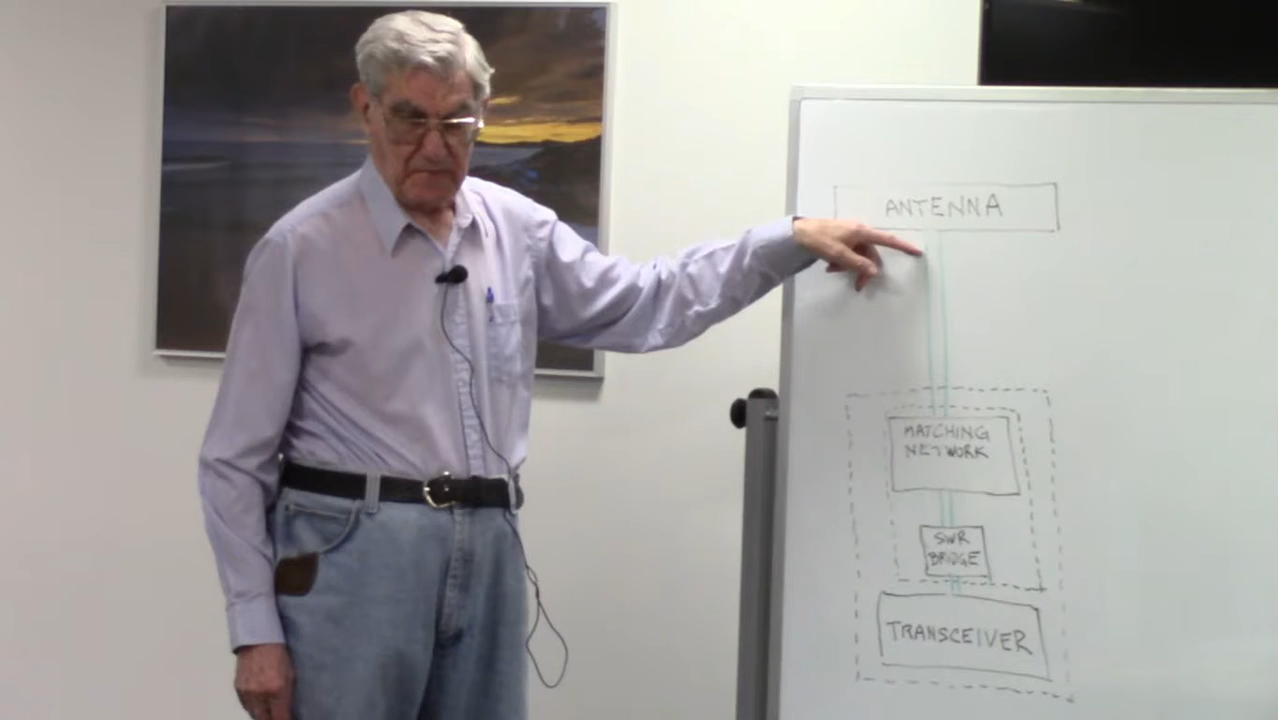 ANTENNA
MATCHING
NETWORK
SWR
BRIDGE
TRANSCEIVER